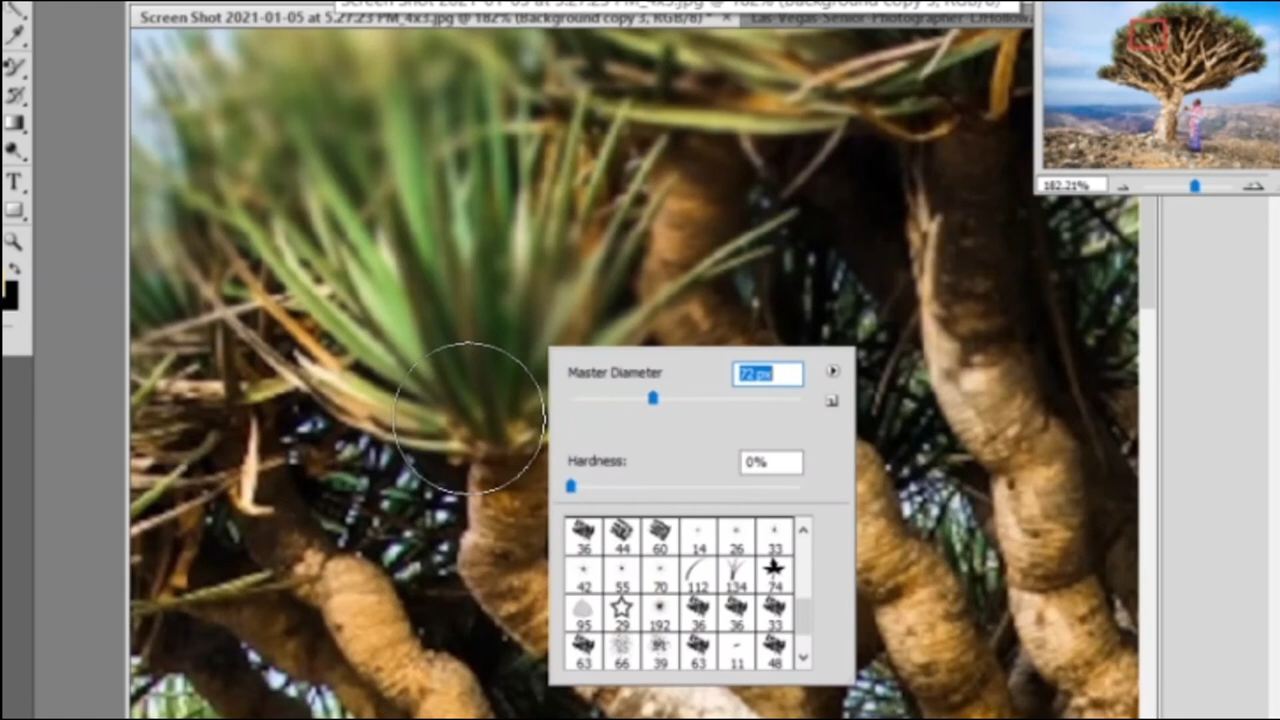 Screen Shot 2021-01-05 at 5.27.23 PM_4x3.jpg @ 182% (Background copy 3, RGB/8)
Screen Shot 2021-01-05 at 5.27.23 PM_4x3.jpg @ 182% (Background copy 3, RGB/8) * ×
Las Vegas Senior Photographer
182.21%
T
Master Diameter 72 px
Hardness: 0%
36 44 60 14 26 33
42 55 70 112 134 74
95 29 192 36 36 33
63 66 39 63 11 48